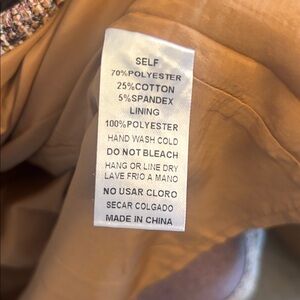 SELF
70%POLYESTER
25%COTTON
5%SPANDEX
LINING
100%POLYESTER
HAND WASH COLD
DO NOT BLEACH
HANG OR LINE DRY
LAVE FRIO A MANO
NO USAR CLORO
SECAR COLGADO
MADE IN CHINA